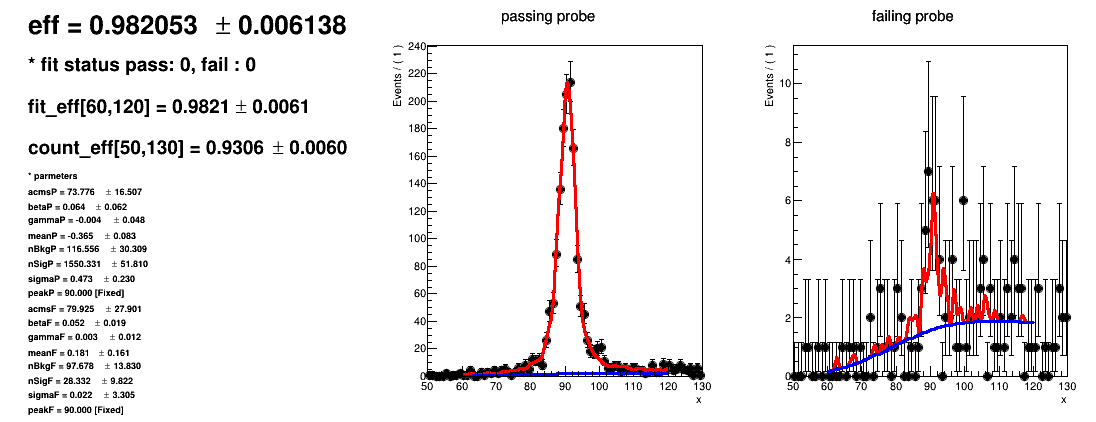 eff = 0.982053 ± 0.006138
* fit status pass: 0, fail : 0
fit_eff[60,120] = 0.9821 ± 0.0061
count_eff[50,130] = 0.9306 ± 0.0060
* parmeters
acmsP = 73.776 ± 16.507
betaP = 0.064 ± 0.062
gammaP = -0.004 ± 0.048
meanP = -0.365 ± 0.083
nBkgP = 116.556 ± 30.309
nSigP = 1550.331 ± 51.810
sigmaP = 0.473 ± 0.230
peakP = 90.000 [Fixed]
acmsF = 79.925 ± 27.901
betaF = 0.052 ± 0.019
gammaF = 0.003 ± 0.012
meanF = 0.181 ± 0.161
nBkgF = 97.678 ± 13.830
nSigF = 28.332 ± 9.822
sigmaF = 0.022 ± 3.305
peakF = 90.000 [Fixed]
passing probe
Events / ( 1 )
240
220
200
180
160
140
120
100
80
60
40
20
0
50 60 70 80 90 100 110 120 130
x
failing probe
Events / ( 1 )
10
8
6
4
2
0
50 60 70 80 90 100 110 120 130
x